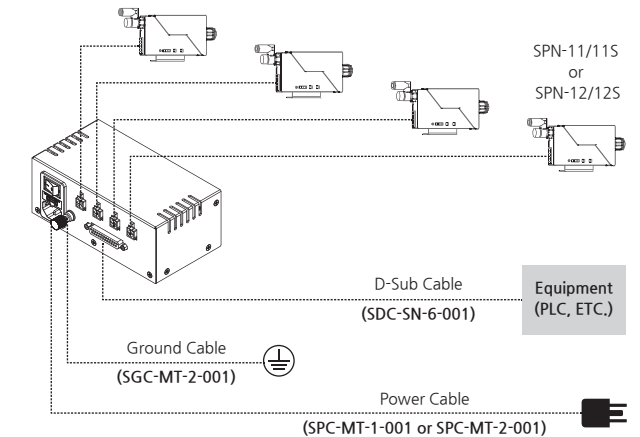 SPN-11/11S
or
SPN-12/12S
D-Sub Cable
(SDC-SN-6-001)
Equipment
(PLC, ETC.)
Ground Cable
(SGC-MT-2-001)
Power Cable
(SPC-MT-1-001 or SPC-MT-2-001)